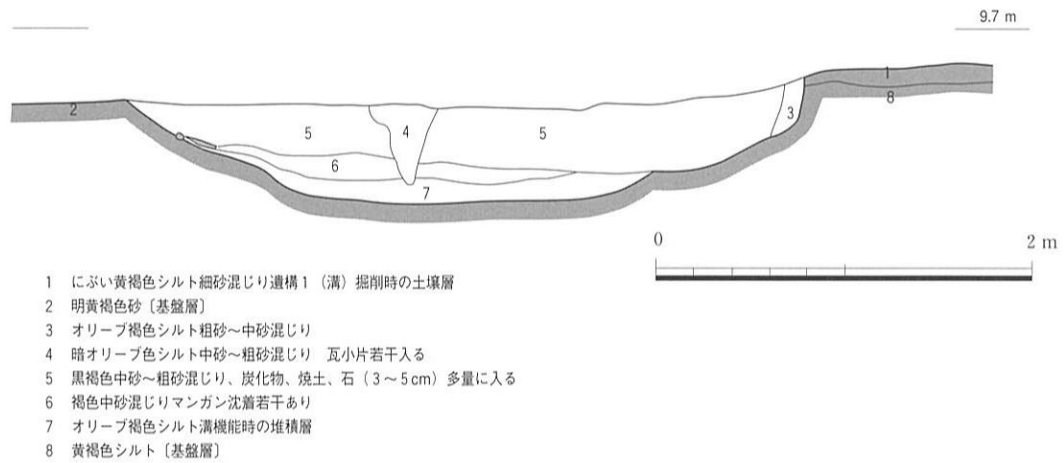 9.7 m
1
2
8
3
5
4
5
6
7
0
2 m
1 にぶい黄褐色シルト細砂混じり遺構1（溝）掘削時の土壌層
2 明黄褐色砂〔基盤層〕
3 オリーブ褐色シルト粗砂～中砂混じり
4 暗オリーブ色シルト中砂～粗砂混じり　瓦小片若干入る
5 黒褐色中砂～粗砂混じり、炭化物、焼土、石（3～5cm）多量に入る
6 褐色中砂混じりマンガン沈着若干あり
7 オリーブ褐色シルト溝機能時の堆積層
8 黄褐色シルト〔基盤層〕